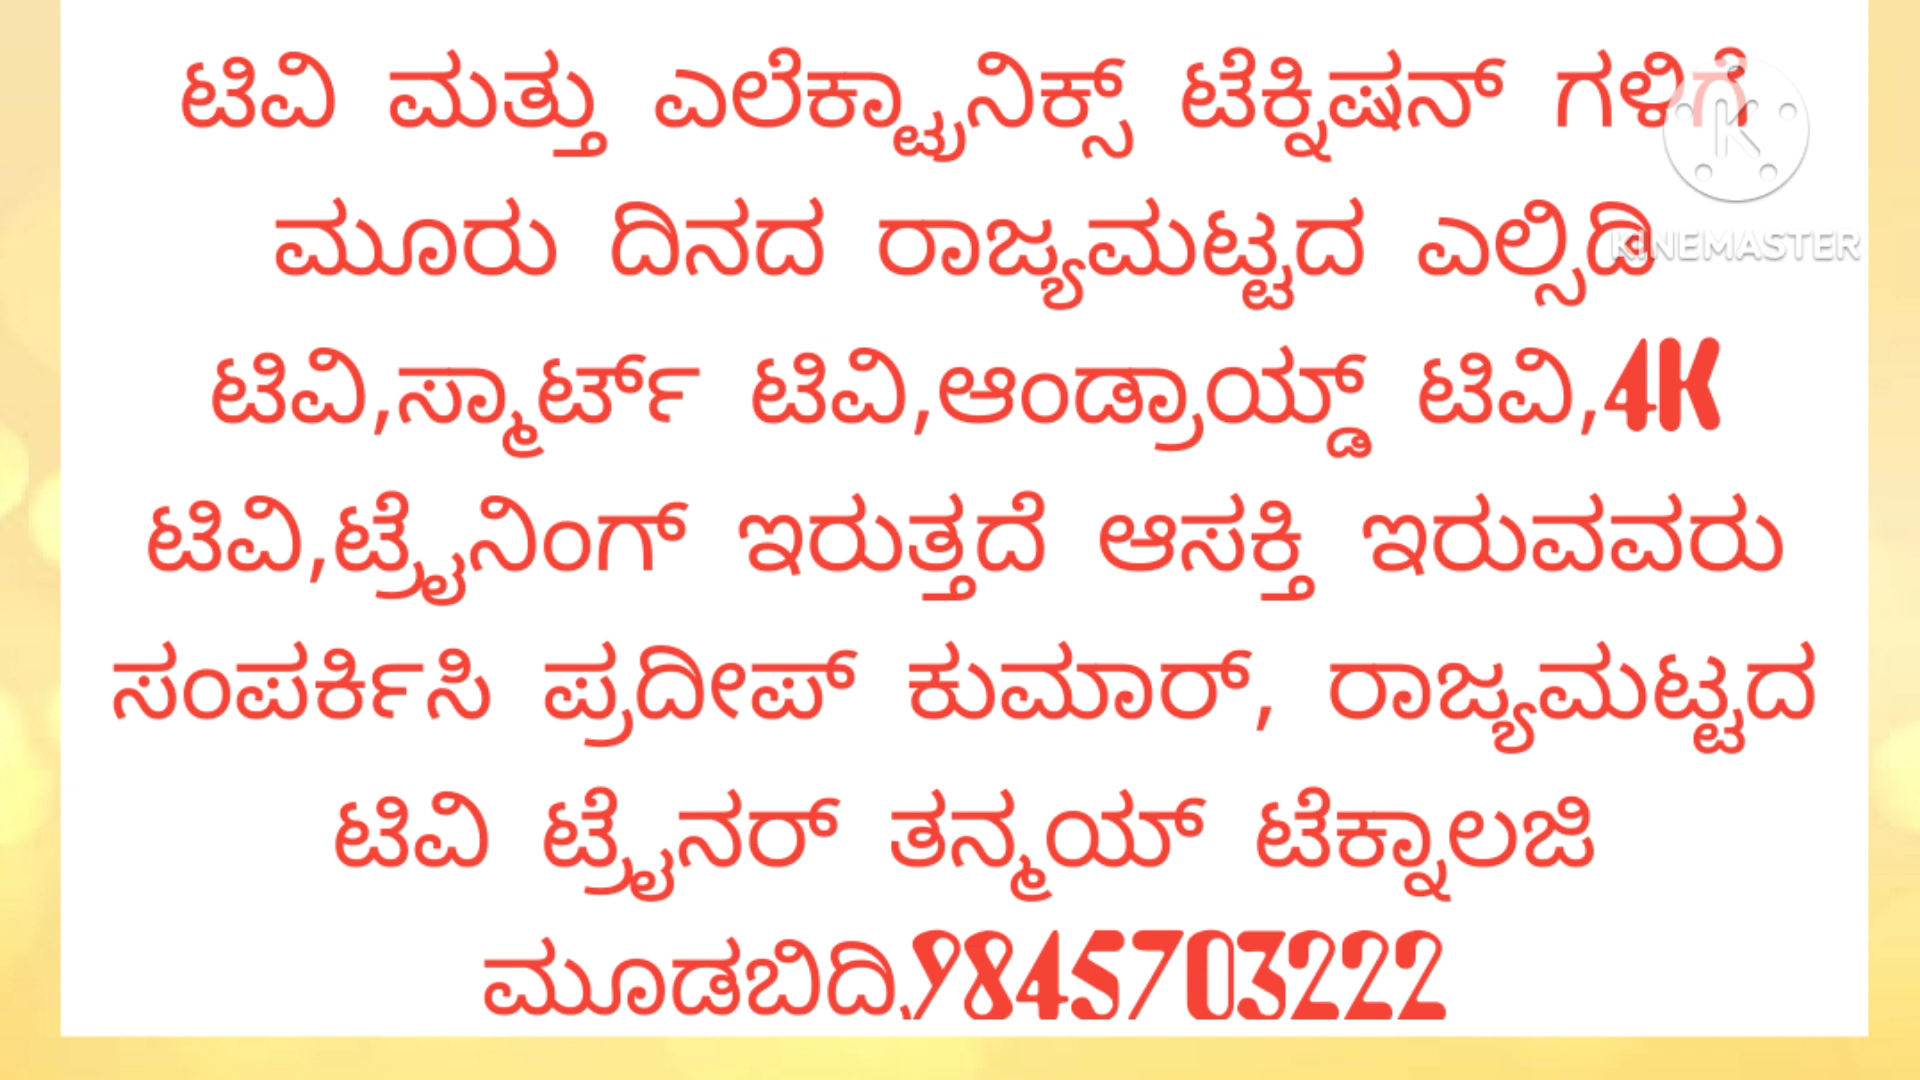 ಟಿವಿ ಮತ್ತು ಎಲೆಕ್ಟ್ರಾನಿಕ್ಸ್ ಟೆಕ್ನಿಷನ್ ಗಳಿಗೆ
ಮೂರು ದಿನದ ರಾಜ್ಯಮಟ್ಟದ ಎಲ್ಸಿಡಿ
KINEMASTER
ಟಿವಿ,ಸ್ಮಾರ್ಟ್ ಟಿವಿ,ಆಂಡ್ರಾಯ್ಡ್ ಟಿವಿ,4K
ಟಿವಿ,ಟ್ರೈನಿಂಗ್ ಇರುತ್ತದೆ ಆಸಕ್ತಿ ಇರುವವರು
ಸಂಪರ್ಕಿಸಿ ಪ್ರದೀಪ್ ಕುಮಾರ್, ರಾಜ್ಯಮಟ್ಟದ
ಟಿವಿ ಟ್ರೈನರ್ ತನ್ಮಯ್ ಟೆಕ್ನಾಲಜಿ
ಮೂಡಬಿದಿ,9845703222